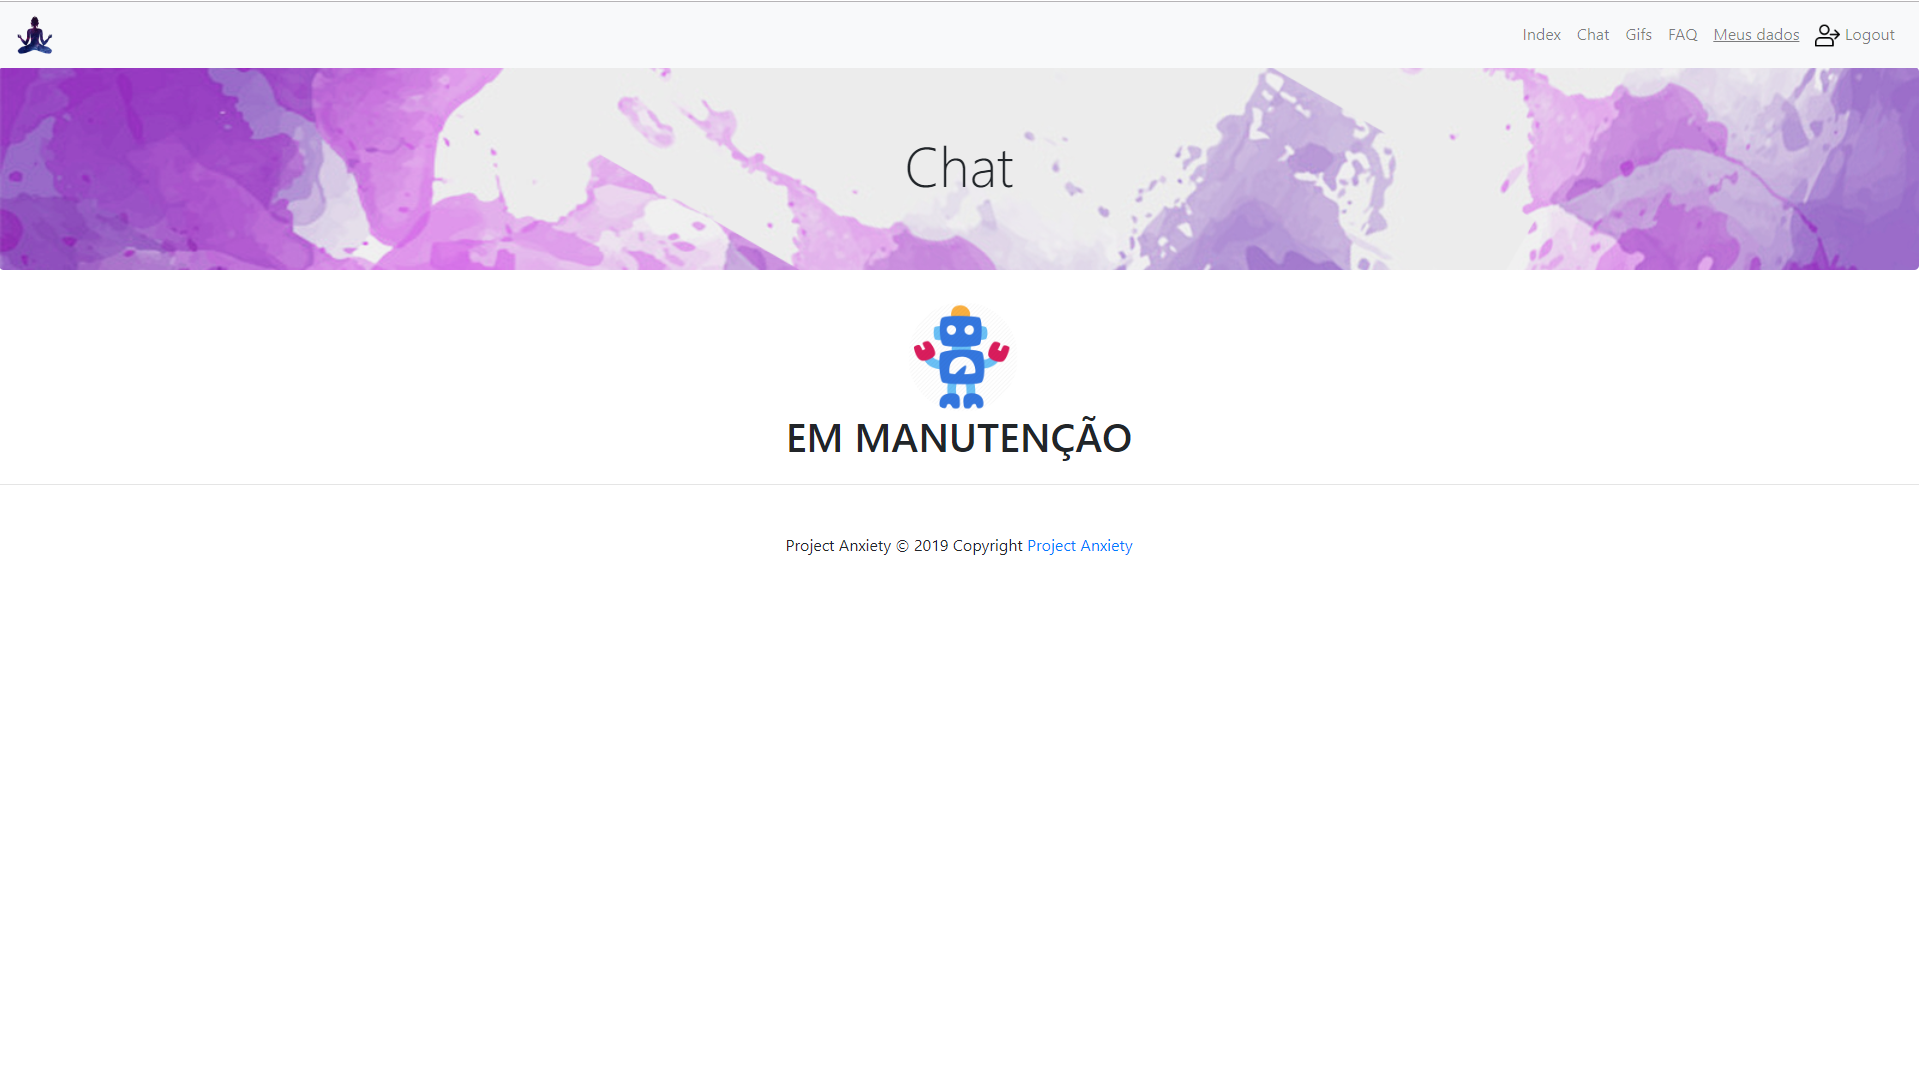 Index Chat Gifs FAQ Meus dados Logout
Chat
EM MANUTENÇÃO
Project Anxiety © 2019 Copyright Project Anxiety